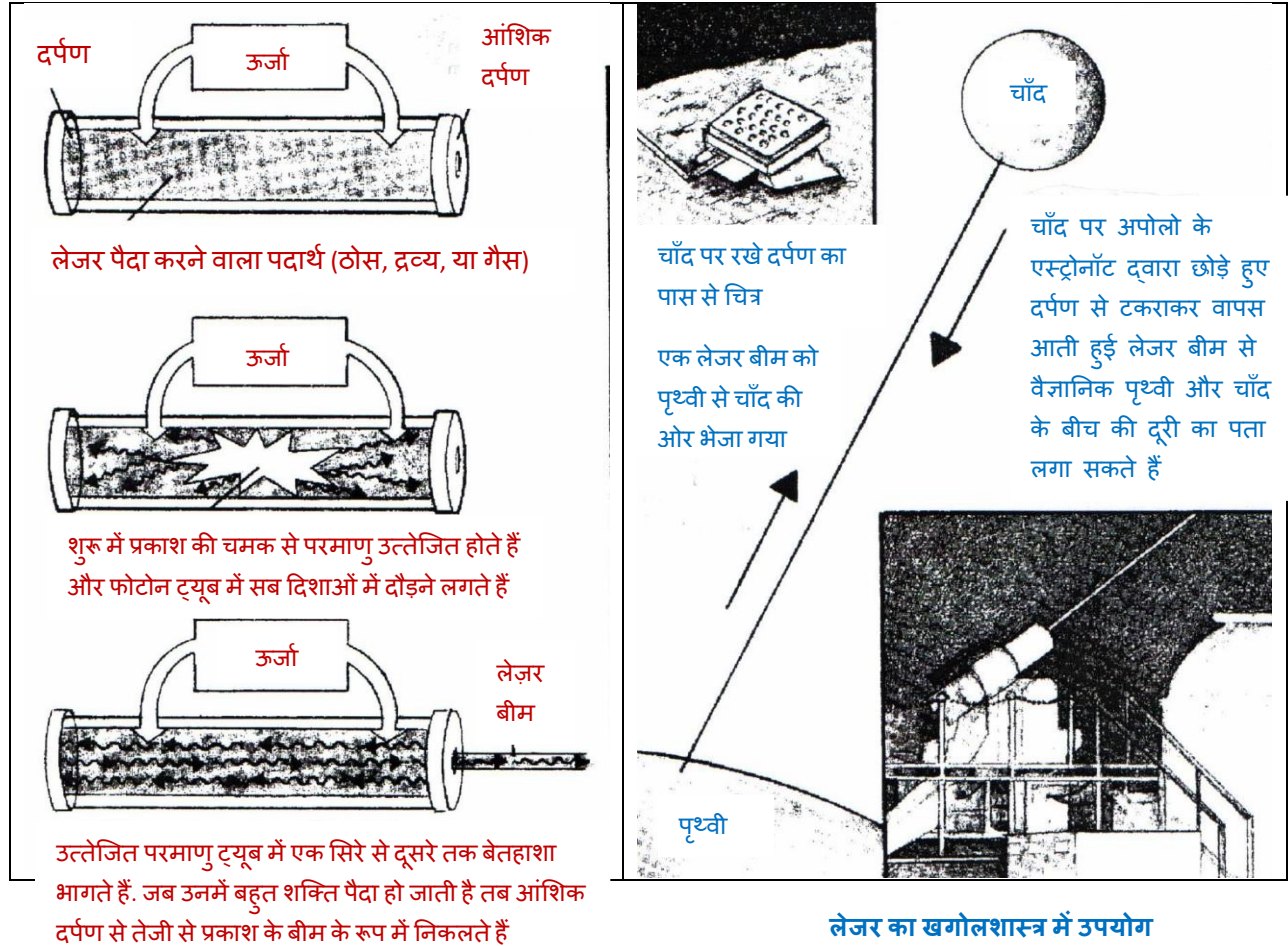 दर्पण
ऊर्जा
आंशिक
दर्पण
लेजर पैदा करने वाला पदार्थ (ठोस, द्रव्य, या गैस)
ऊर्जा
शुरू में प्रकाश की चमक से परमाणु उत्तेजित होते हैं
और फोटोन ट्यूब में सब दिशाओं में दौड़ने लगते हैं
ऊर्जा
लेज़र
बीम
उत्तेजित परमाणु ट्यूब में एक सिरे से दूसरे तक बेतहाशा
भागते हैं. जब उनमें बहुत शक्ति पैदा हो जाती है तब आंशिक
दर्पण से तेजी से प्रकाश के बीम के रूप में निकलते हैं
चाँद
चाँद पर रखे दर्पण का
पास से चित्र
एक लेजर बीम को
पृथ्वी से चाँद की
ओर भेजा गया
चाँद पर अपोलो के
एस्ट्रोनॉट द्वारा छोड़े हुए
दर्पण से टकराकर वापस
आती हुई लेजर बीम से
वैज्ञानिक पृथ्वी और चाँद
के बीच की दूरी का पता
लगा सकते हैं
पृथ्वी
लेजर का खगोलशास्त्र में उपयोग